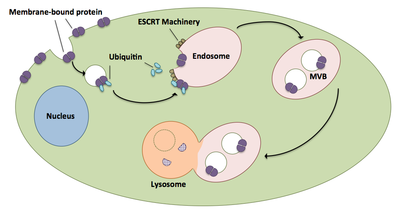 Membrane-bound protein
ESCRT Machinery
Ubiquitin
Endosome
MVB
Nucleus
Lysosome